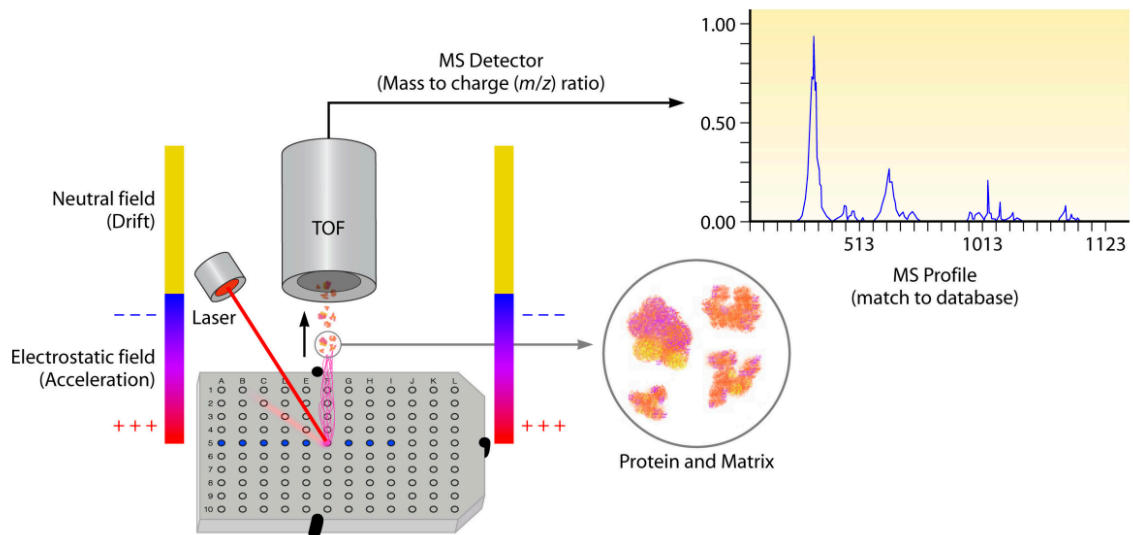 MS Detector
(Mass to charge (m/z) ratio)
1.00
0.50
0.00
513 1013 1123
MS Profile
(match to database)
Neutral field
(Drift)
TOF
Laser
– – –
– – –
Electrostatic field
(Acceleration)
+ + +
+ + +
A B C D E F G H I J K L
1
2
3
4
5
6
7
8
9
10
Protein and Matrix